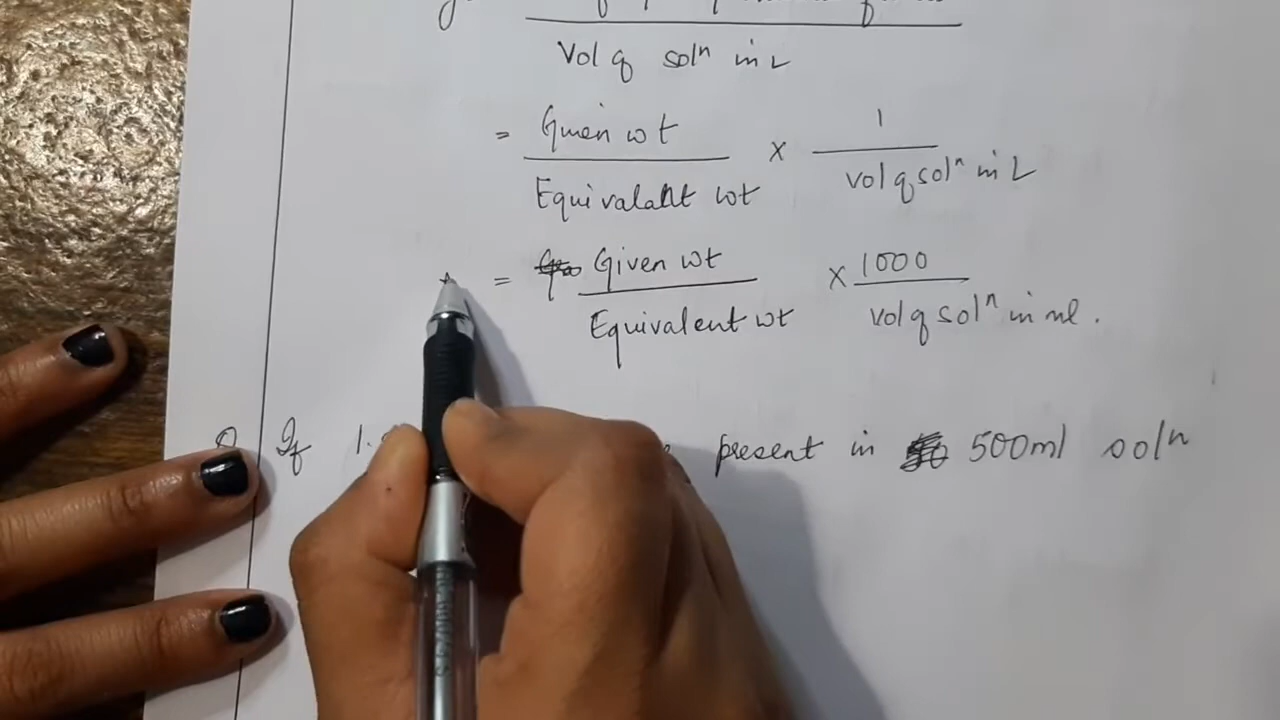 Vol of solⁿ in L
= Given wt / Equivalent wt × 1 / vol of solⁿ in L
= Given wt / Equivalent wt × 1000 / vol of solⁿ in ml.
Q If present in 500ml solⁿ